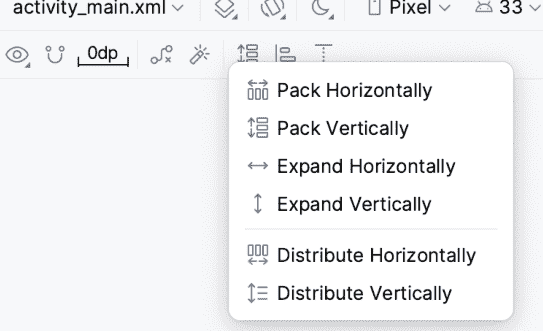 activity_main.xml Pixel 33
0dp
Pack Horizontally
Pack Vertically
Expand Horizontally
Expand Vertically
Distribute Horizontally
Distribute Vertically